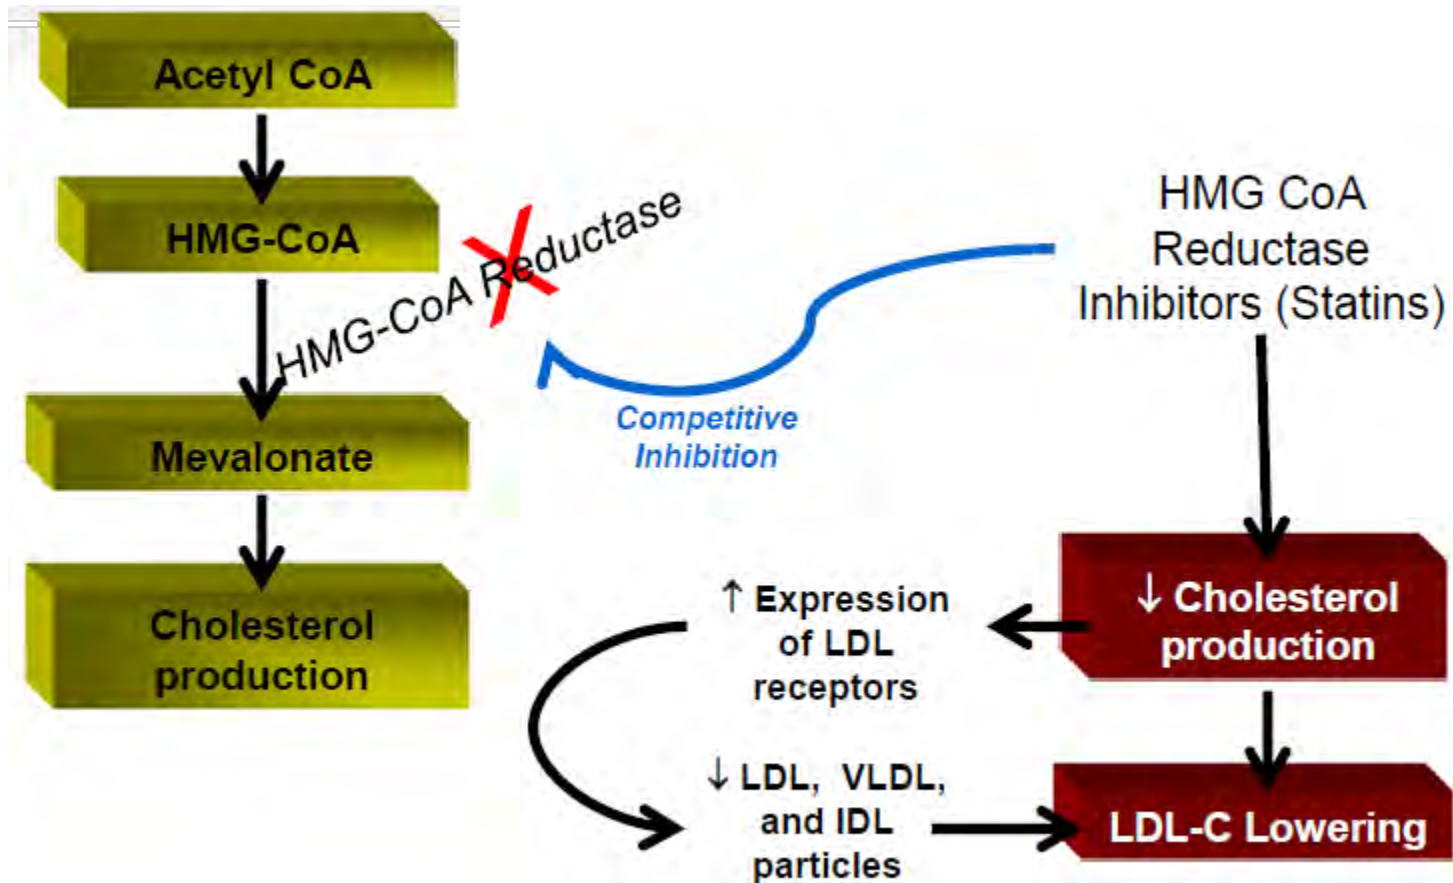 Acetyl CoA
HMG-CoA
HMG-CoA Reductase
Mevalonate
Cholesterol
production
HMG CoA
Reductase
Inhibitors (Statins)
Competitive
Inhibition
↓ Cholesterol
production
↑ Expression
of LDL
receptors
↓ LDL, VLDL,
and IDL
particles
LDL-C Lowering